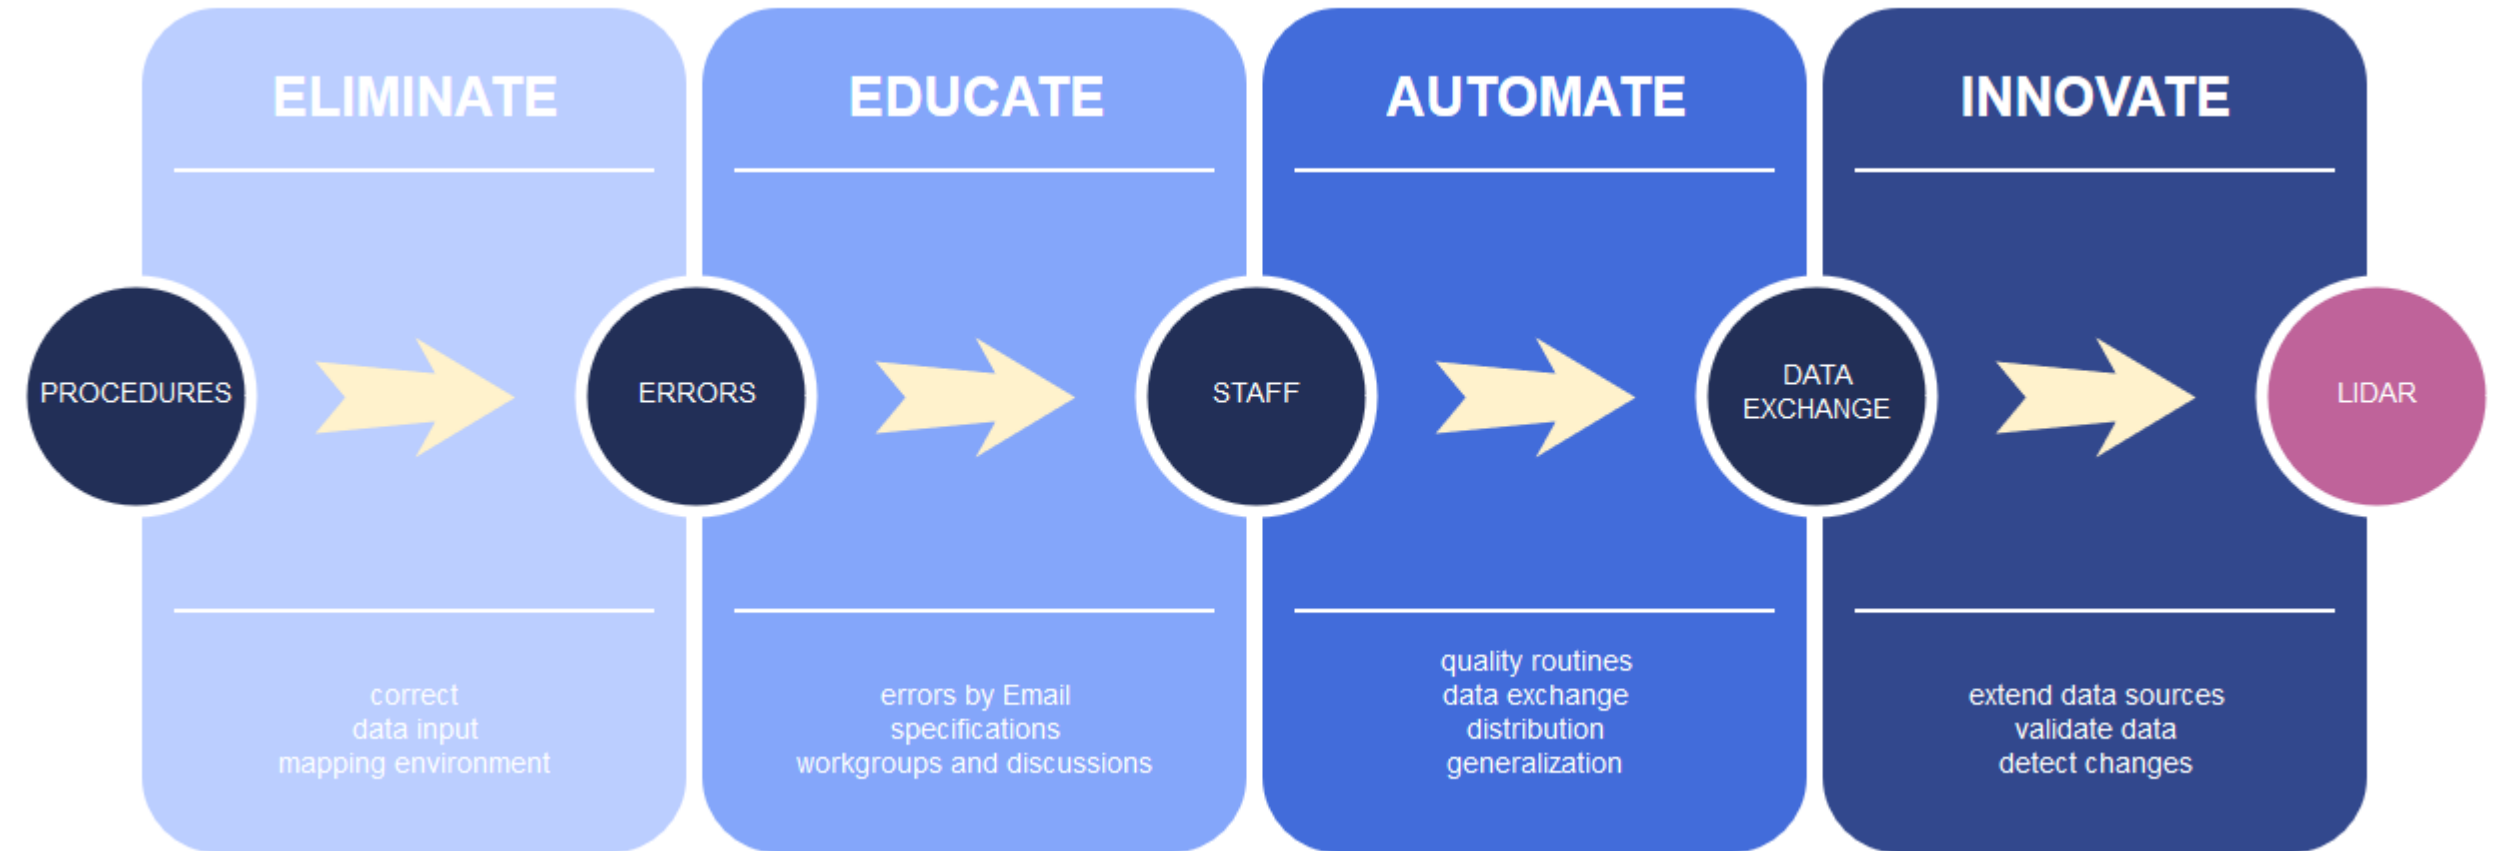 ELIMINATE
EDUCATE
AUTOMATE
INNOVATE
PROCEDURES
ERRORS
STAFF
DATA
EXCHANGE
LIDAR
correct
data input
mapping environment
errors by Email
specifications
workgroups and discussions
quality routines
data exchange
distribution
generalization
extend data sources
validate data
detect changes